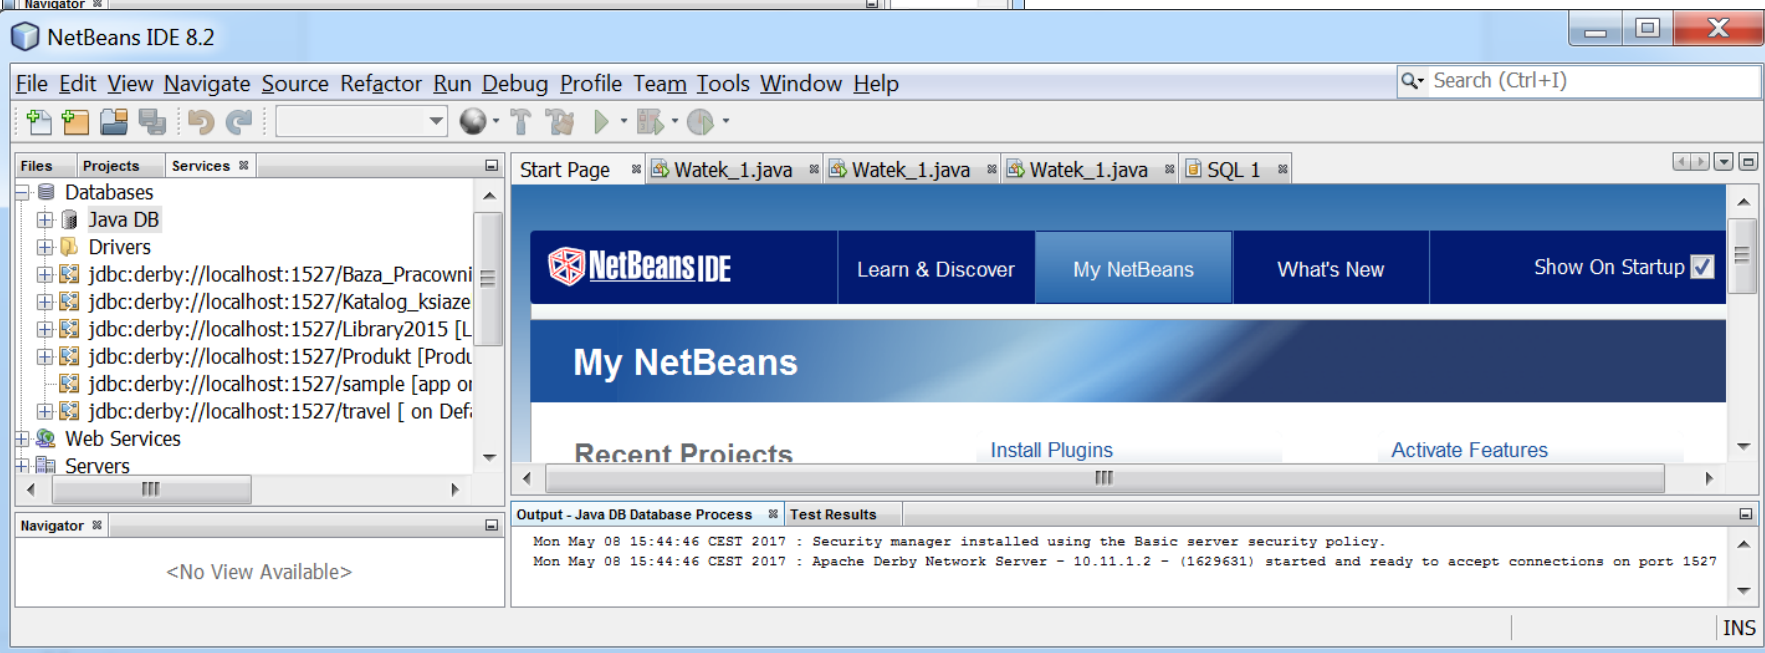 Navigator
NetBeans IDE 8.2
File Edit View Navigate Source Refactor Run Debug Profile Team Tools Window Help
Search (Ctrl+I)
Files Projects Services
Start Page Watek_1.java Watek_1.java Watek_1.java SQL 1
Databases
Java DB
Drivers
jdbc:derby://localhost:1527/Baza_Pracowni
jdbc:derby://localhost:1527/Katalog_ksiaze
jdbc:derby://localhost:1527/Library2015 [L
jdbc:derby://localhost:1527/Produkt [Produ
jdbc:derby://localhost:1527/sample [app or
jdbc:derby://localhost:1527/travel [ on Defa
Web Services
Servers
NetBeans IDE
Learn & Discover
My NetBeans
What's New
Show On Startup
My NetBeans
Recent Projects
Install Plugins
Activate Features
Navigator
<No View Available>
Output - Java DB Database Process Test Results
Mon May 08 15:44:46 CEST 2017 : Security manager installed using the Basic server security policy.
Mon May 08 15:44:46 CEST 2017 : Apache Derby Network Server - 10.11.1.2 - (1629631) started and ready to accept connections on port 1527
INS